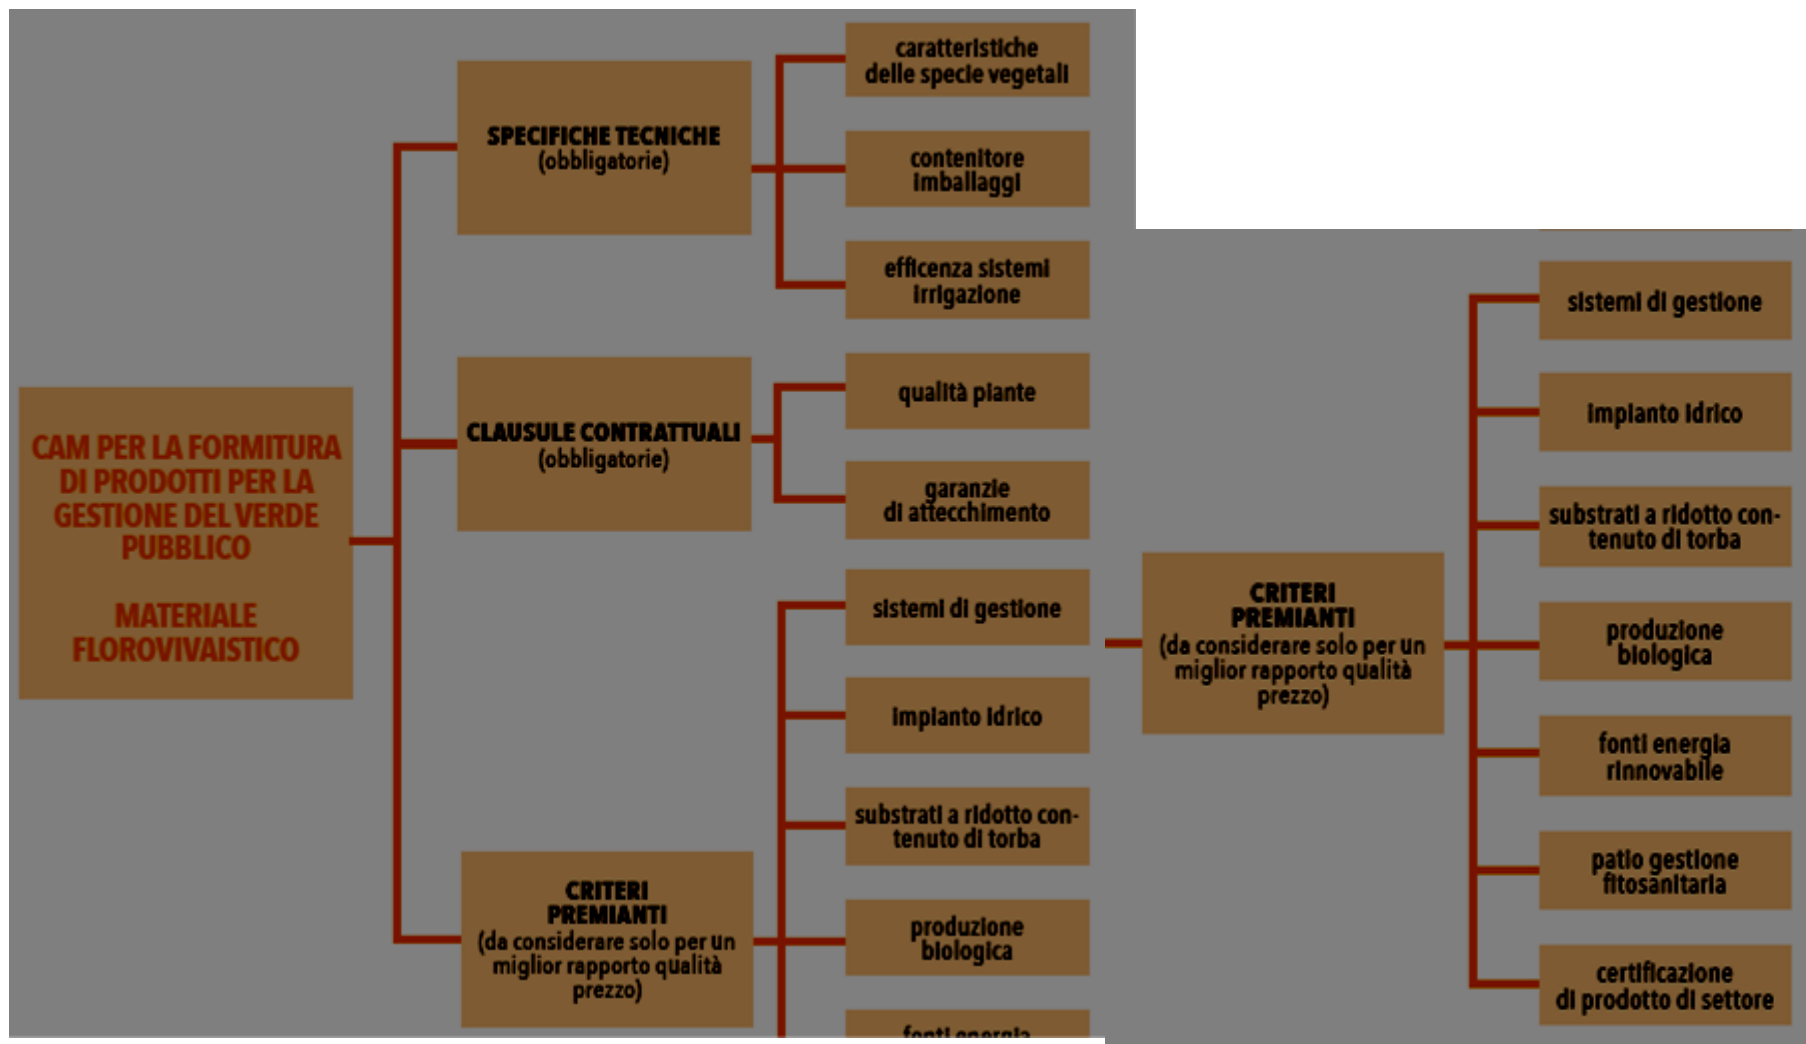 CAM PER LA FORMITURA
DI PRODOTTI PER LA
GESTIONE DEL VERDE
PUBBLICO
MATERIALE
FLOROVIVAISTICO
SPECIFICHE TECNICHE
(obbligatorie)
caratteristiche
delle specie vegetali
contenitore
imballaggi
efficenza sistemi
irrigazione
CLAUSULE CONTRATTUALI
(obbligatorie)
qualità piante
garanzie
di attecchimento
CRITERI
PREMIANTI
(da considerare solo per un
miglior rapporto qualità
prezzo)
sistemi di gestione
impianto idrico
substrati a ridotto con-
tenuto di torba
produzione
biologica
fonti energia
CRITERI
PREMIANTI
(da considerare solo per un
miglior rapporto qualità
prezzo)
sistemi di gestione
impianto idrico
substrati a ridotto con-
tenuto di torba
produzione
biologica
fonti energia
rinnovabile
patio gestione
fitosanitaria
certificazione
di prodotto di settore